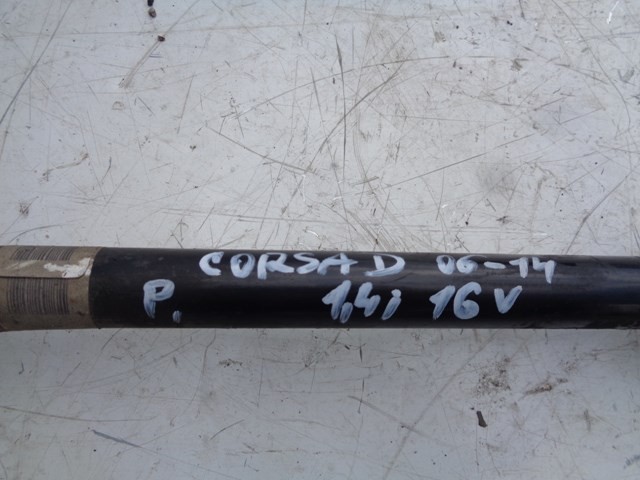 CORSA D 06-14
P. 1,4i 16V